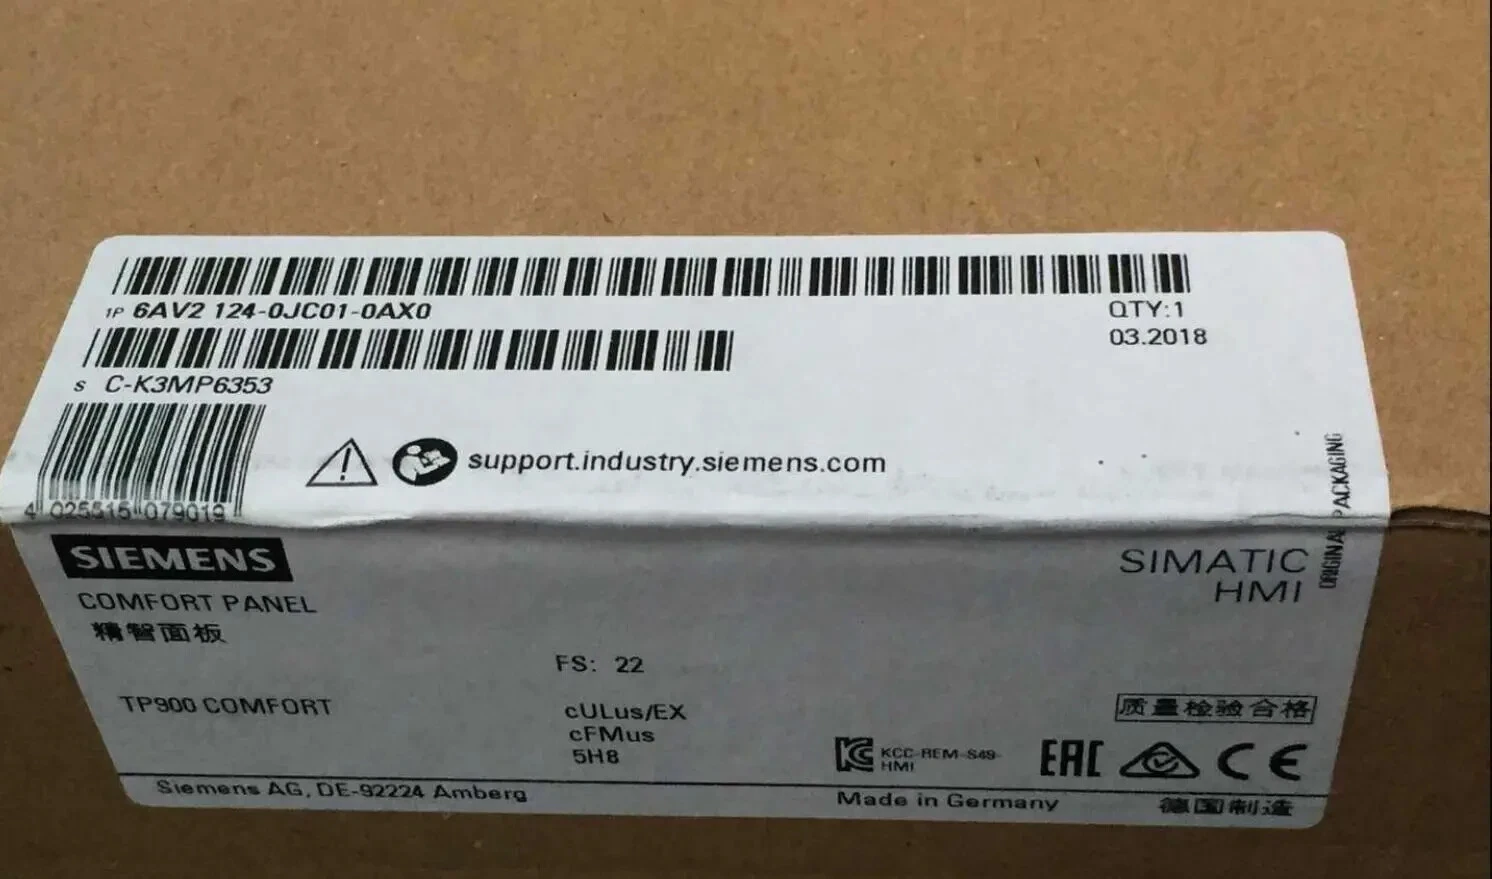 1P 6AV2 124-0JC01-0AX0
QTY:1
03.2018
S C-K3MP6353
support.industry.siemens.com
4 025515 079019
ORIGINAL PACKAGING
SIEMENS
SIMATIC
HMI
COMFORT PANEL
精智面板
FS: 22
TP900 COMFORT
cULus/EX
cFMus
5H8
质量检验合格
KCC-REM-S49-
HMI
EAC
CE
Siemens AG, DE-92224 Amberg
Made in Germany
德国制造